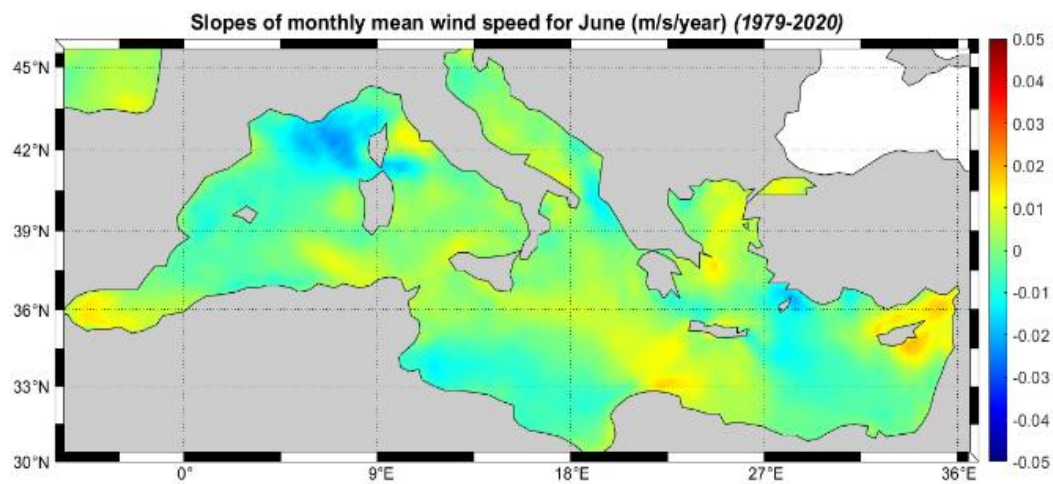 Slopes of monthly mean wind speed for June (m/s/year) (1979-2020)
45°N
42°N
39°N
36°N
33°N
30°N
0°
9°E
18°E
27°E
36°E
0.05
0.04
0.03
0.02
0.01
0
-0.01
-0.02
-0.03
-0.04
-0.05